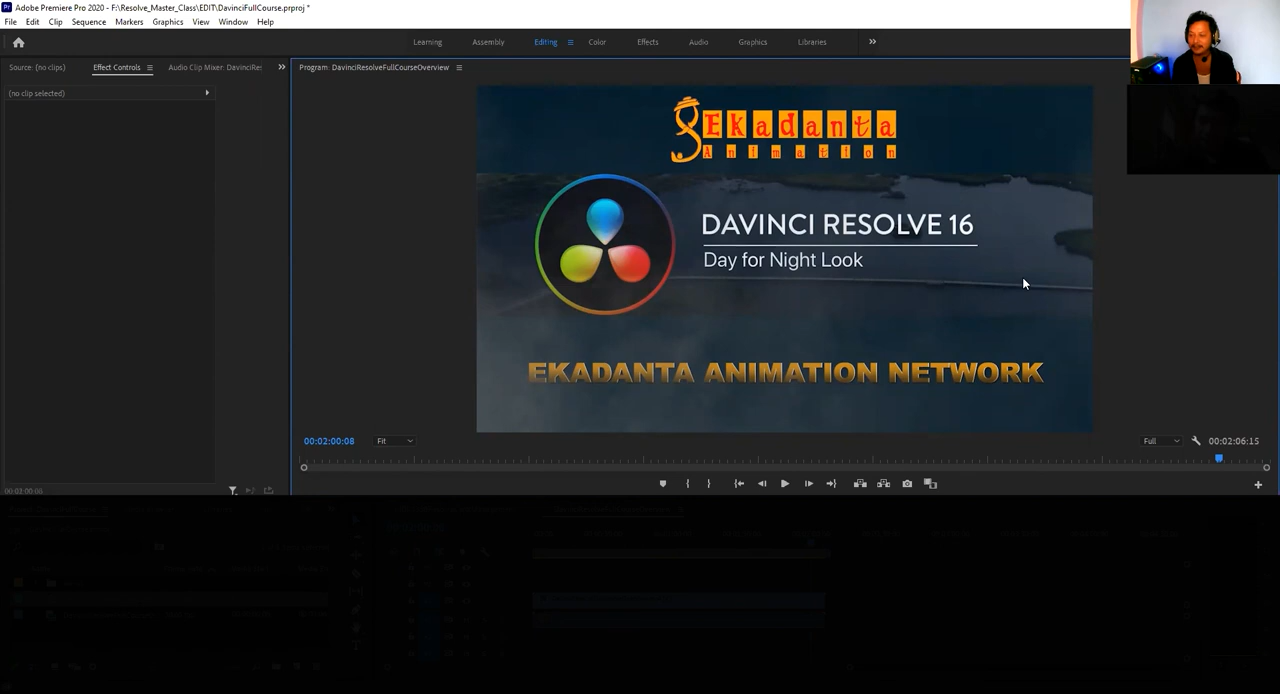 Adobe Premiere Pro 2020 - F:\Resolve_Master_Class\EDIT\DavinciFullCourse.prproj *
File Edit Clip Sequence Markers Graphics View Window Help
Learning Assembly Editing Color Effects Audio Graphics Libraries
Source: (no clips) Effect Controls Audio Clip Mixer: DavinciRes Program: DavinciResolveFullCourseOverview
(no clip selected)
Ekadanta
Animation
DAVINCI RESOLVE 16
Day for Night Look
EKADANTA ANIMATION NETWORK
00:02:00:08 Fit Full 00:02:06:15